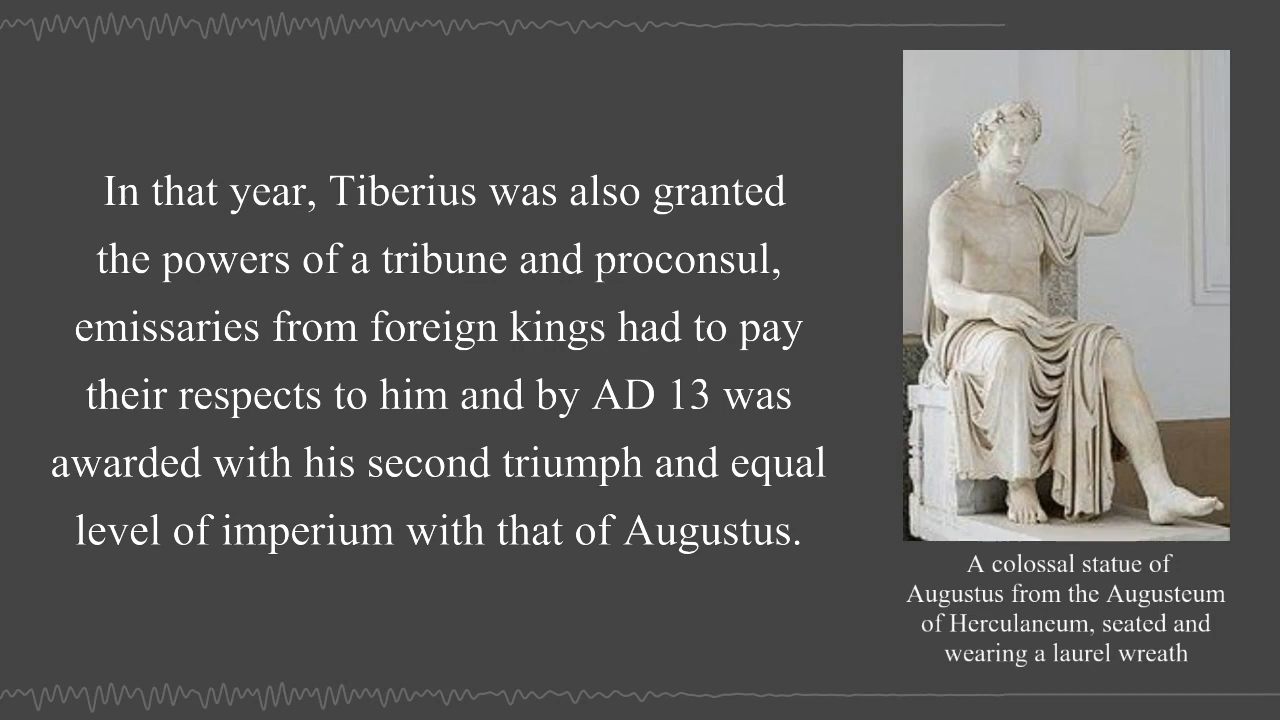 In that year, Tiberius was also granted
the powers of a tribune and proconsul,
emissaries from foreign kings had to pay
their respects to him and by AD 13 was
awarded with his second triumph and equal
level of imperium with that of Augustus.
A colossal statue of
Augustus from the Augusteum
of Herculaneum, seated and
wearing a laurel wreath